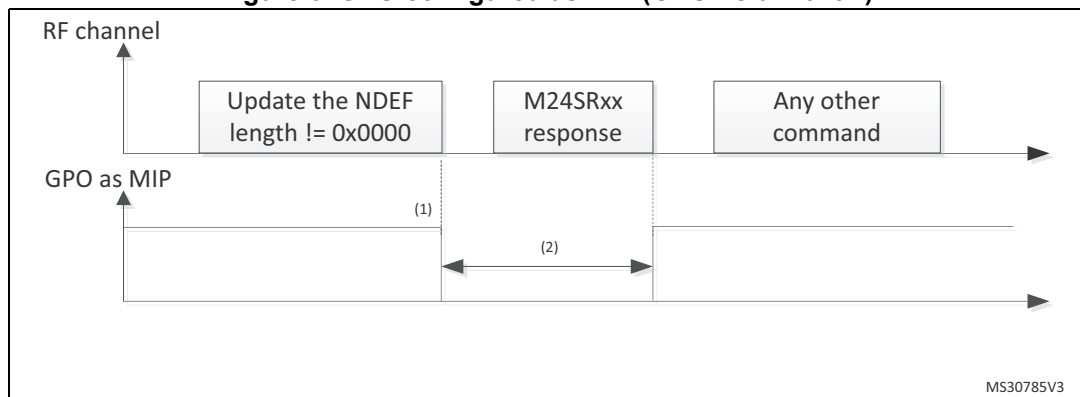 RF channel
Update the NDEF
length != 0x0000
M24SRxx
response
Any other
command
GPO as MIP
(1)
(2)
MS30785V3